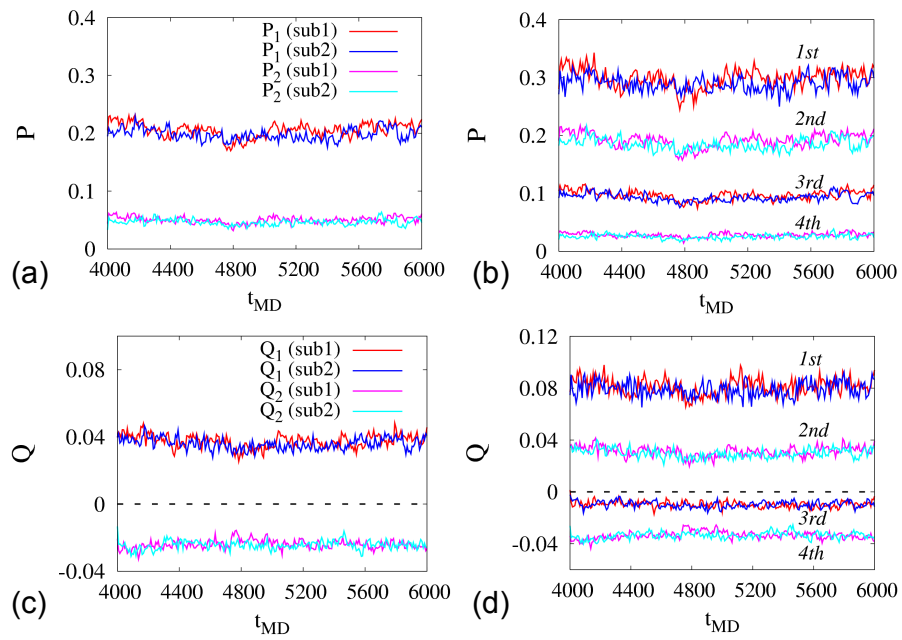 0.4
0.3
0.2
0.1
0
P
P1 (sub1)
P1 (sub2)
P2 (sub1)
P2 (sub2)
4000 4400 4800 5200 5600 6000
tMD
(a)
0.4
0.3
0.2
0.1
0
P
1st
2nd
3rd
4th
4000 4400 4800 5200 5600 6000
tMD
(b)
0.08
0.04
0
-0.04
Q
Q1 (sub1)
Q1 (sub2)
Q2 (sub1)
Q2 (sub2)
4000 4400 4800 5200 5600 6000
tMD
(c)
0.12
0.08
0.04
0
-0.04
Q
1st
2nd
3rd
4th
4000 4400 4800 5200 5600 6000
tMD
(d)